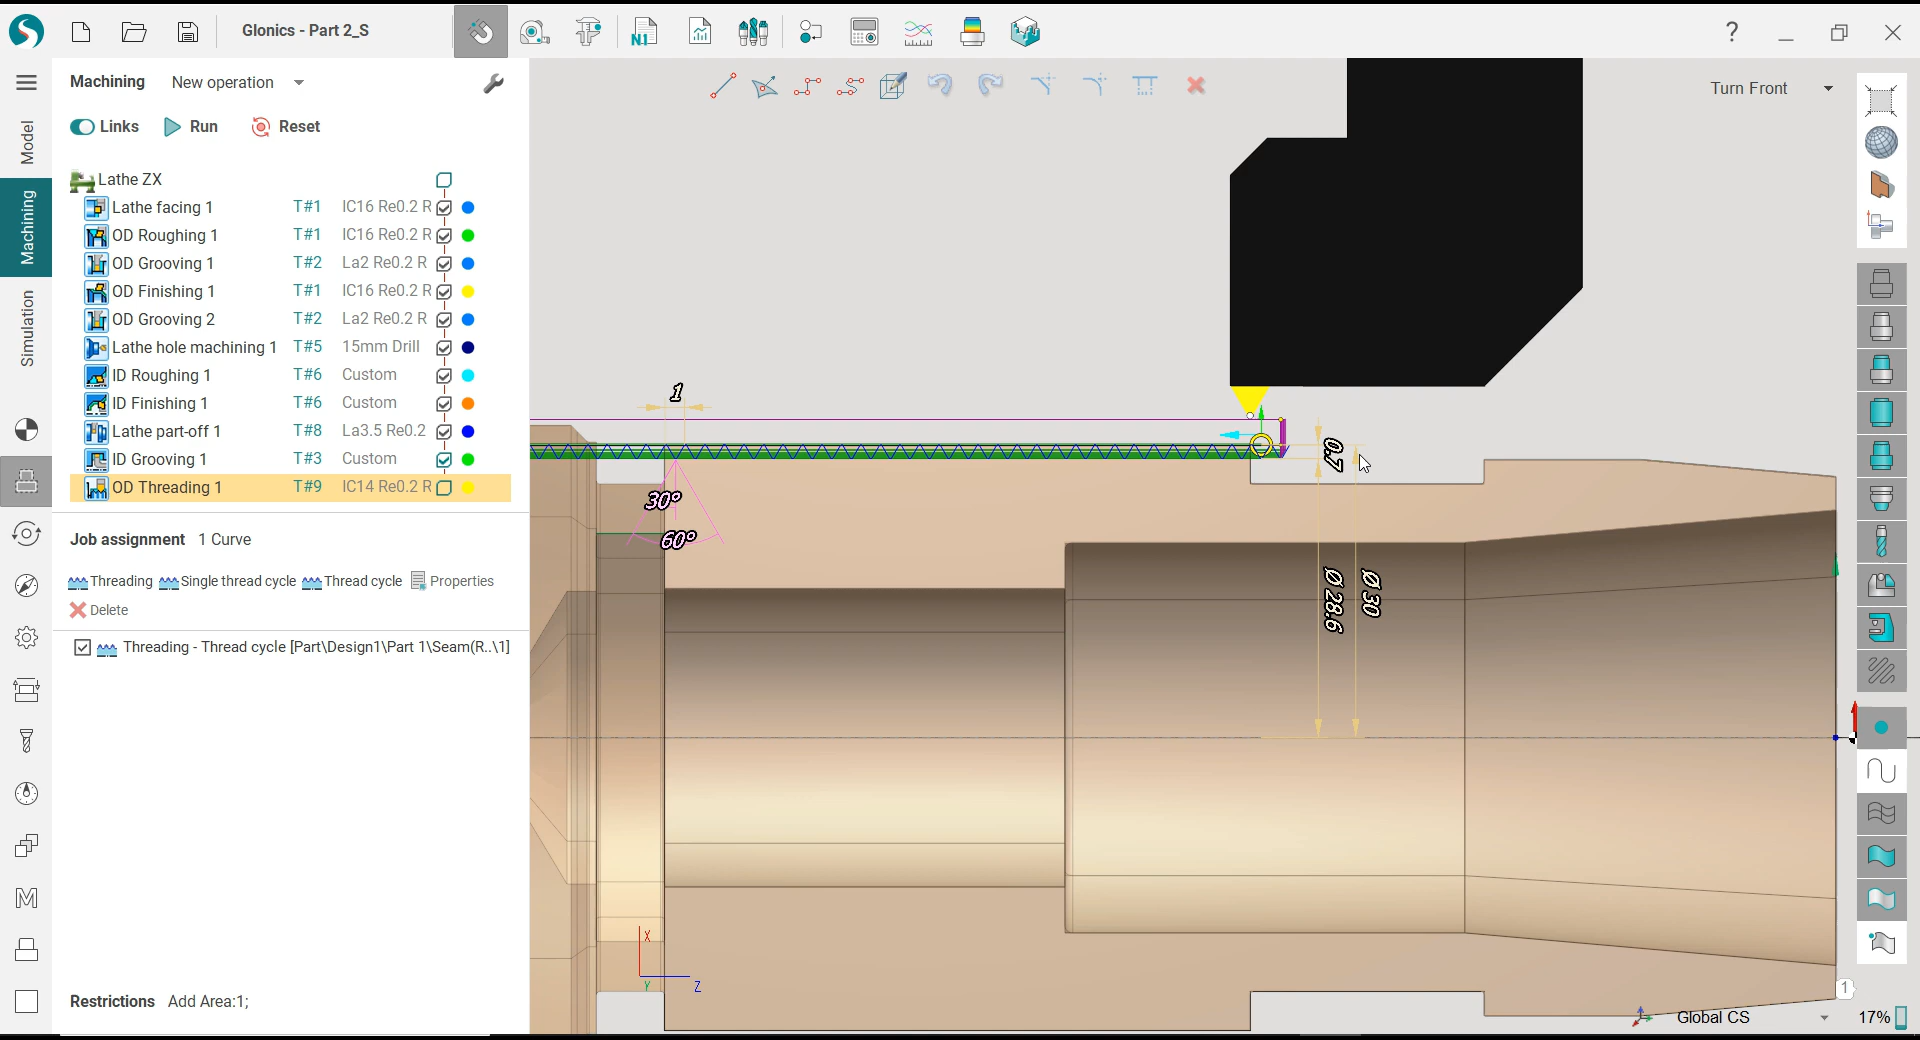 Glonics - Part 2_S
N1
?
Machining New operation
Links Run Reset
Turn Front
Model
Machining
Simulation
Lathe ZX
Lathe facing 1 T#1 IC16 Re0.2 R
OD Roughing 1 T#1 IC16 Re0.2 R
OD Grooving 1 T#2 La2 Re0.2 R
OD Finishing 1 T#1 IC16 Re0.2 R
OD Grooving 2 T#2 La2 Re0.2 R
Lathe hole machining 1 T#5 15mm Drill
ID Roughing 1 T#6 Custom
ID Finishing 1 T#6 Custom
Lathe part-off 1 T#8 La3.5 Re0.2
ID Grooving 1 T#3 Custom
OD Threading 1 T#9 IC14 Re0.2 R
Job assignment 1 Curve
Threading Single thread cycle Thread cycle Properties
Delete
Threading - Thread cycle [Part\Design1\Part 1\Seam(R..\1]
Restrictions Add Area:1;
1
0.7
30°
60°
Ø 28.6
Ø 30
X
Y
Z
1
Global CS
17%